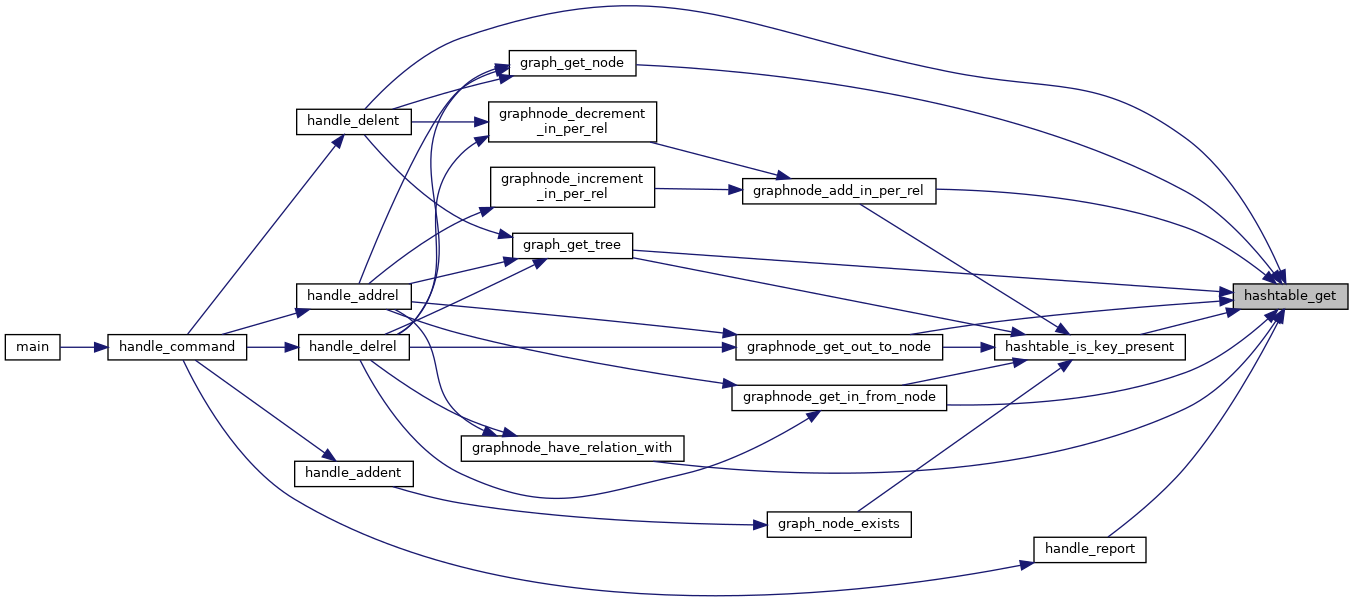 graph_get_node
handle_delent
graphnode_decrement
_in_per_rel
graphnode_increment
_in_per_rel
graphnode_add_in_per_rel
graph_get_tree
handle_addrel
hashtable_get
main
handle_command
handle_delrel
graphnode_get_out_to_node
hashtable_is_key_present
graphnode_get_in_from_node
graphnode_have_relation_with
handle_addent
graph_node_exists
handle_report